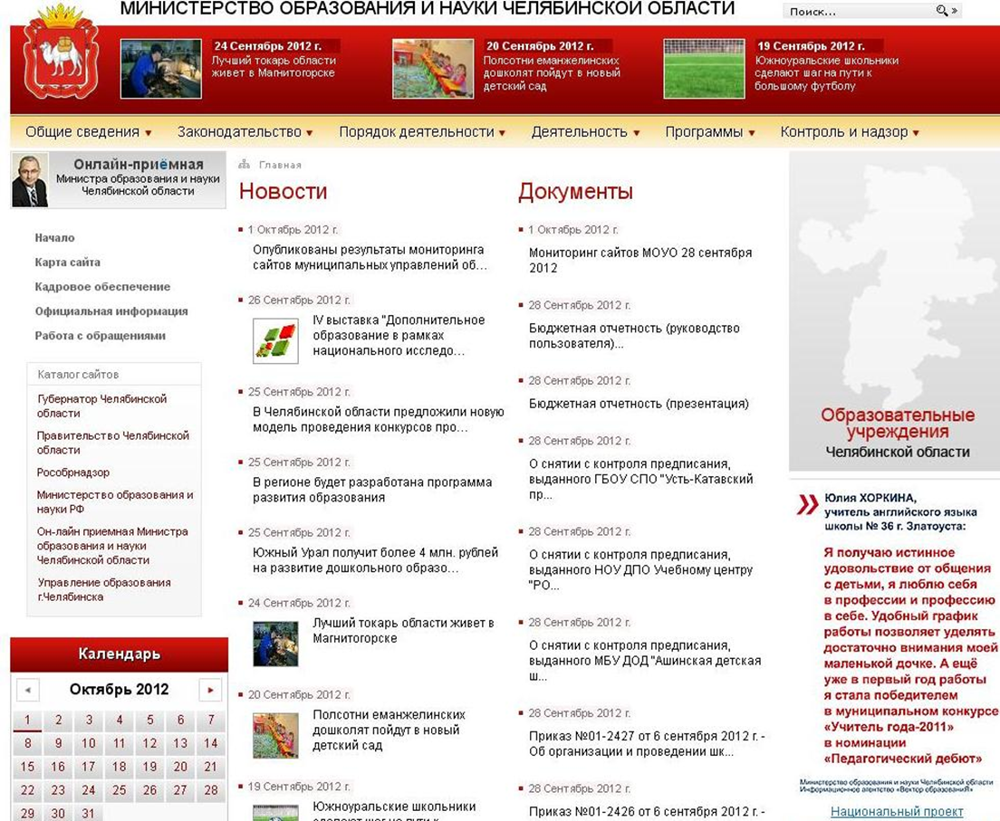 МИНИСТЕРСТВО ОБРАЗОВАНИЯ И НАУКИ ЧЕЛЯБИНСКОЙ ОБЛАСТИ
Поиск...
24 Сентябрь 2012 г.
Лучший токарь области
живет в Магнитогорске
20 Сентябрь 2012 г.
Полсотни еманжелинских
дошколят пойдут в новый
детский сад
19 Сентябрь 2012 г.
Южноуральские школьники
сделают шаг на пути к
большому футболу
Общие сведения
Законодательство
Порядок деятельности
Деятельность
Программы
Контроль и надзор
Онлайн-приёмная
Министра образования и науки
Челябинской области
Начало
Карта сайта
Кадровое обеспечение
Официальная информация
Работа с обращениями
Каталог сайтов
Губернатор Челябинской
области
Правительство Челябинской
области
Рособрнадзор
Министерство образования и
науки РФ
Он-лайн приемная Министра
образования и науки
Челябинской области
Управление образования
г.Челябинска
Календарь
Октябрь 2012
1 2 3 4 5 6 7
8 9 10 11 12 13 14
15 16 17 18 19 20 21
22 23 24 25 26 27 28
29 30 31
Главная
Новости
1 Октябрь 2012 г.
Опубликованы результаты мониторинга
сайтов муниципальных управлений об...
26 Сентябрь 2012 г.
IV выставка "Дополнительное
образование в рамках
национального исследо...
25 Сентябрь 2012 г.
В Челябинской области предложили новую
модель проведения конкурсов про...
25 Сентябрь 2012 г.
В регионе будет разработана программа
развития образования
25 Сентябрь 2012 г.
Южный Урал получит более 4 млн. рублей
на развитие дошкольного образо...
24 Сентябрь 2012 г.
Лучший токарь области живет в
Магнитогорске
20 Сентябрь 2012 г.
Полсотни еманжелинских
дошколят пойдут в новый
детский сад
19 Сентябрь 2012 г.
Южноуральские школьники
сделают шаг на пути к
Документы
1 Октябрь 2012 г.
Мониторинг сайтов МОУО 28 сентября
2012
28 Сентябрь 2012 г.
Бюджетная отчетность (руководство
пользователя)...
28 Сентябрь 2012 г.
Бюджетная отчетность (презентация)
28 Сентябрь 2012 г.
О снятии с контроля предписания,
выданного ГБОУ СПО "Усть-Катавский
пр...
28 Сентябрь 2012 г.
О снятии с контроля предписания,
выданного НОУ ДПО Учебному центру
"РО...
28 Сентябрь 2012 г.
О снятии с контроля предписания,
выданного МБУ ДОД "Ашинская детская
ш...
28 Сентябрь 2012 г.
Приказ №01-2427 от 6 сентября 2012 г. -
Об организации и проведении шк...
28 Сентябрь 2012 г.
Приказ №01-2426 от 6 сентября 2012 г. -
Образовательные
учреждения
Челябинской области
Юлия ХОРКИНА,
учитель английского языка
школы № 36 г. Златоуста:
Я получаю истинное
удовольствие от общения
с детьми, я люблю себя
в профессии и профессию
в себе. Удобный график
работы позволяет уделять
достаточно внимания моей
маленькой дочке. А ещё
уже в первый год работы
я стала победителем
в муниципальном конкурсе
«Учитель года-2011»
в номинации
«Педагогический дебют»
Министерство образования и науки Челябинской области
Информационное агентство «Вектор образованиЯ»
Национальный проект